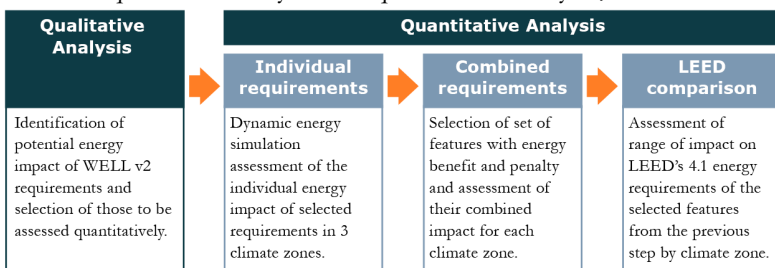 Qualitative
Analysis
Identification of
potential energy
impact of WELL v2
requirements and
selection of those to be
assessed quantitatively.
Quantitative Analysis
Individual
requirements
Dynamic energy
simulation
assessment of the
individual energy
impact of selected
requirements in 3
climate zones.
Combined
requirements
Selection of set of
features with energy
benefit and penalty
and assessment of
their combined
impact for each
climate zone.
LEED
comparison
Assessment of
range of impact on
LEED's 4.1 energy
requirements of the
selected features
from the previous
step by climate zone.